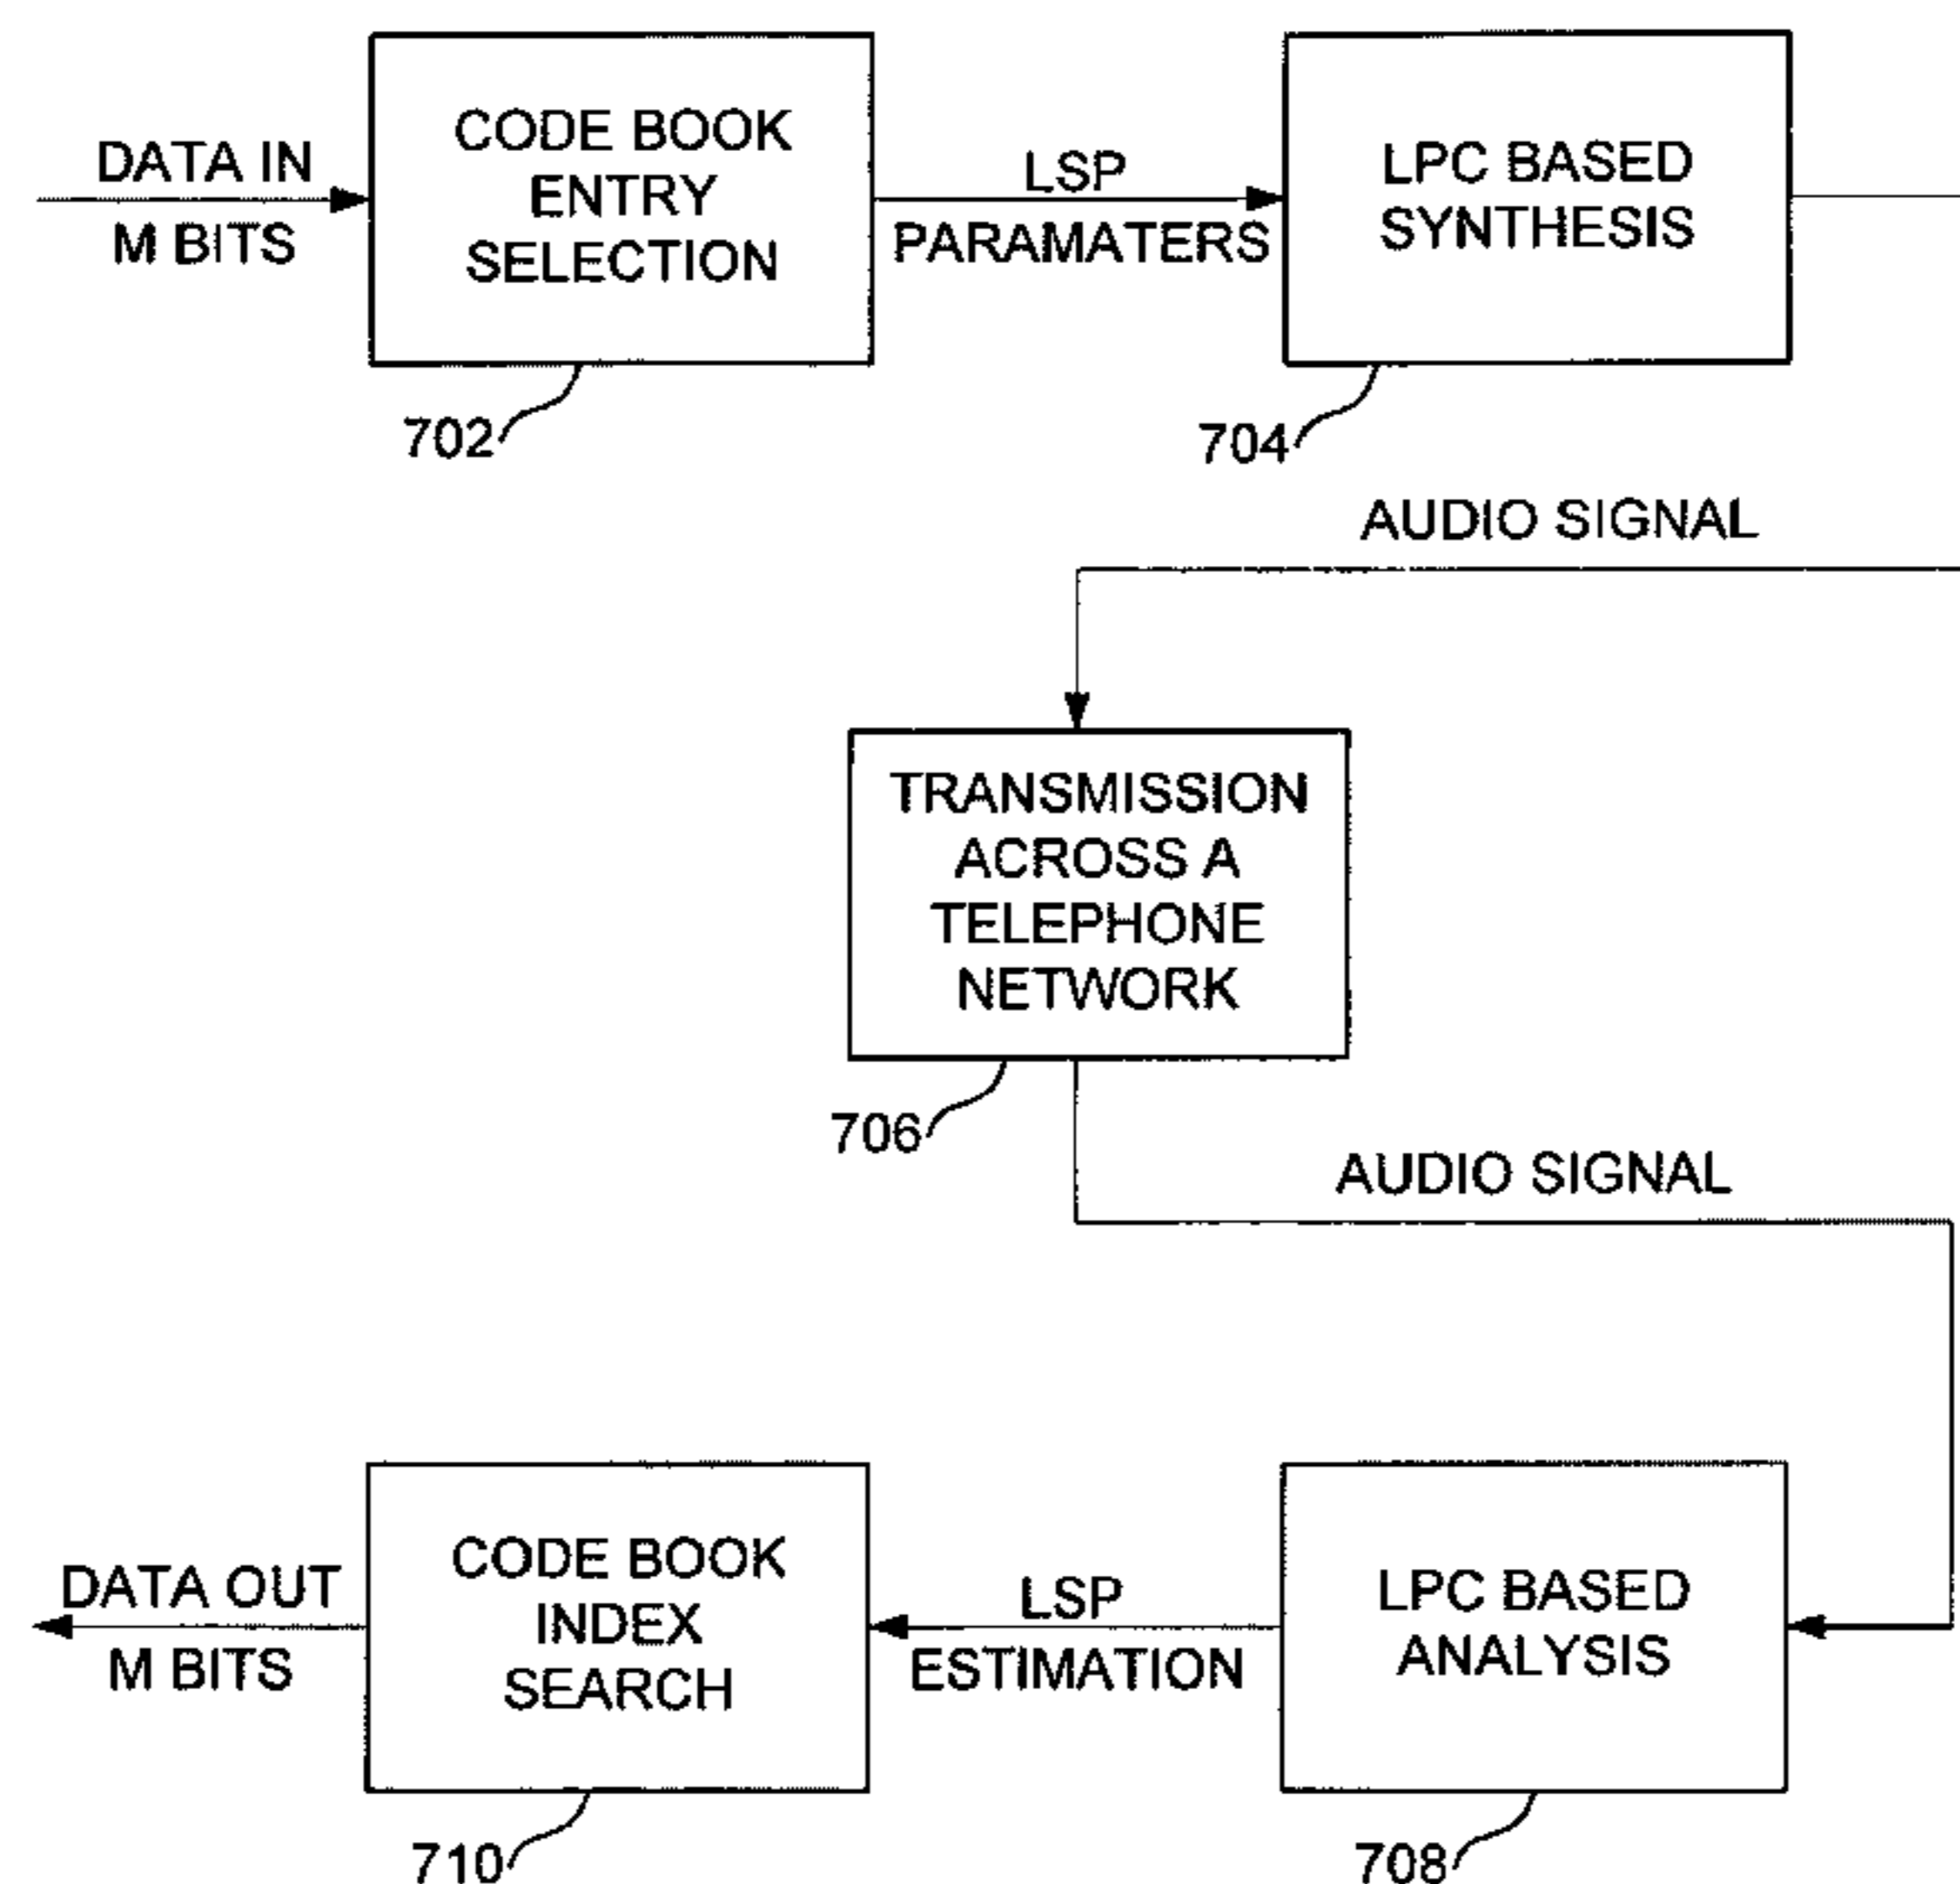 DATA IN
M BITS
CODE BOOK
ENTRY
SELECTION
LSP
PARAMATERS
LPC BASED
SYNTHESIS
702
704
AUDIO SIGNAL
TRANSMISSION
ACROSS A
TELEPHONE
NETWORK
706
AUDIO SIGNAL
DATA OUT
M BITS
CODE BOOK
INDEX
SEARCH
LSP
ESTIMATION
LPC BASED
ANALYSIS
710
708